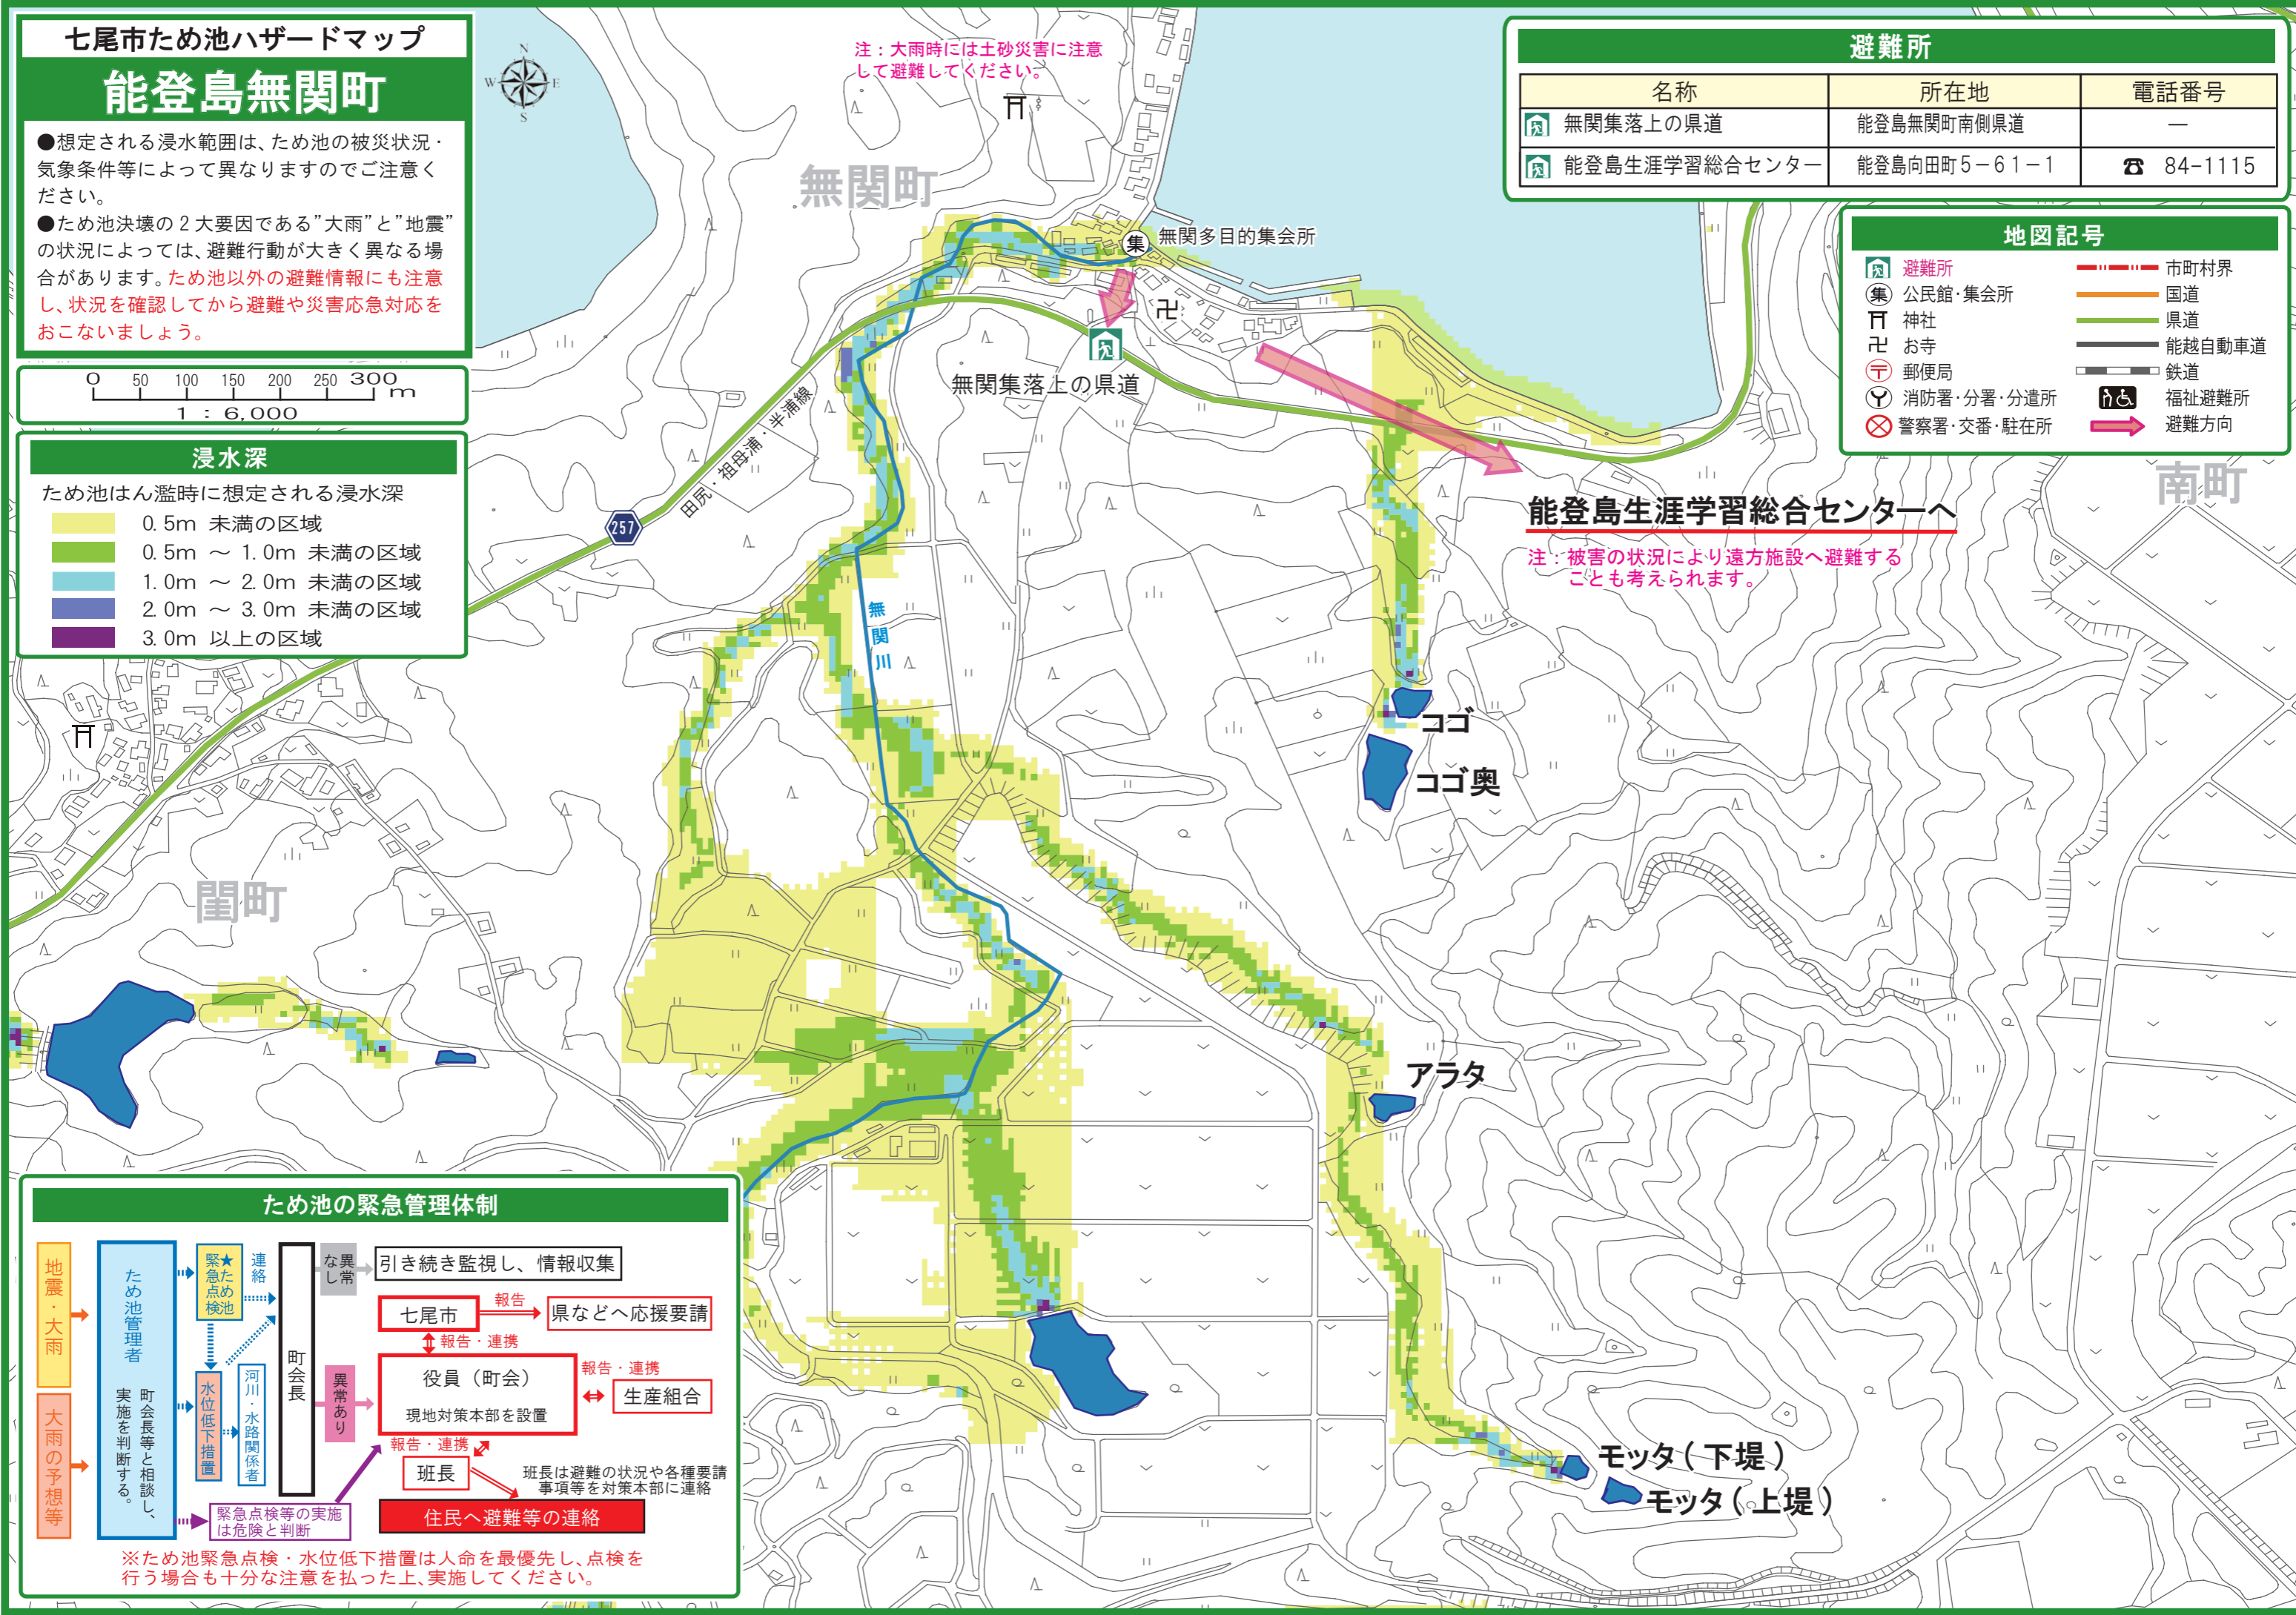 七尾市ため池ハザードマップ
能登島無関町
●想定される浸水範囲は、ため池の被災状況・
気象条件等によって異なりますのでご注意く
ださい。
●ため池決壊の2大要因である”大雨”と”地震”
の状況によっては、避難行動が大きく異なる場
合があります。ため池以外の避難情報にも注意
し、状況を確認してから避難や災害応急対応を
おこないましょう。
0 50 100 150 200 250 300
m
1 : 6,000
浸水深
ため池はん濫時に想定される浸水深
0.5m 未満の区域
0.5m ～ 1.0m 未満の区域
1.0m ～ 2.0m 未満の区域
2.0m ～ 3.0m 未満の区域
3.0m 以上の区域
N
W E
S
注：大雨時には土砂災害に注意
して避難してください。
無関町
集 無関多目的集会所
無関集落上の県道
田尻・祖母浦・半浦線
257
無関川
避難所
名称 所在地 電話番号
無関集落上の県道 能登島無関町南側県道 ―
能登島生涯学習総合センター 能登島向田町5－61－1 ☎ 84-1115
地図記号
避難所 市町村界
集 公民館・集会所 国道
神社 県道
お寺 能越自動車道
郵便局 鉄道
消防署・分署・分遣所 福祉避難所
警察署・交番・駐在所 避難方向
南町
能登島生涯学習総合センターへ
注：被害の状況により遠方施設へ避難する
ことも考えられます。
コゴ
コゴ奥
閨町
アラタ
モッタ（下堤）
モッタ（上堤）
ため池の緊急管理体制
地震・大雨
大雨の予想等
ため池管理者
町会長等と相談し、
実施を判断する。
★ため池
緊急点検
連絡
水位低下措置
河川・水路関係者
緊急点検等の実施
は危険と判断
町会長
異常
なし
引き続き監視し、情報収集
異常あり
七尾市
報告
県などへ応援要請
報告・連携
役員（町会）
現地対策本部を設置
報告・連携
生産組合
報告・連携
班長
班長は避難の状況や各種要請
事項等を対策本部に連絡
住民へ避難等の連絡
※ため池緊急点検・水位低下措置は人命を最優先し、点検を
行う場合も十分な注意を払った上、実施してください。